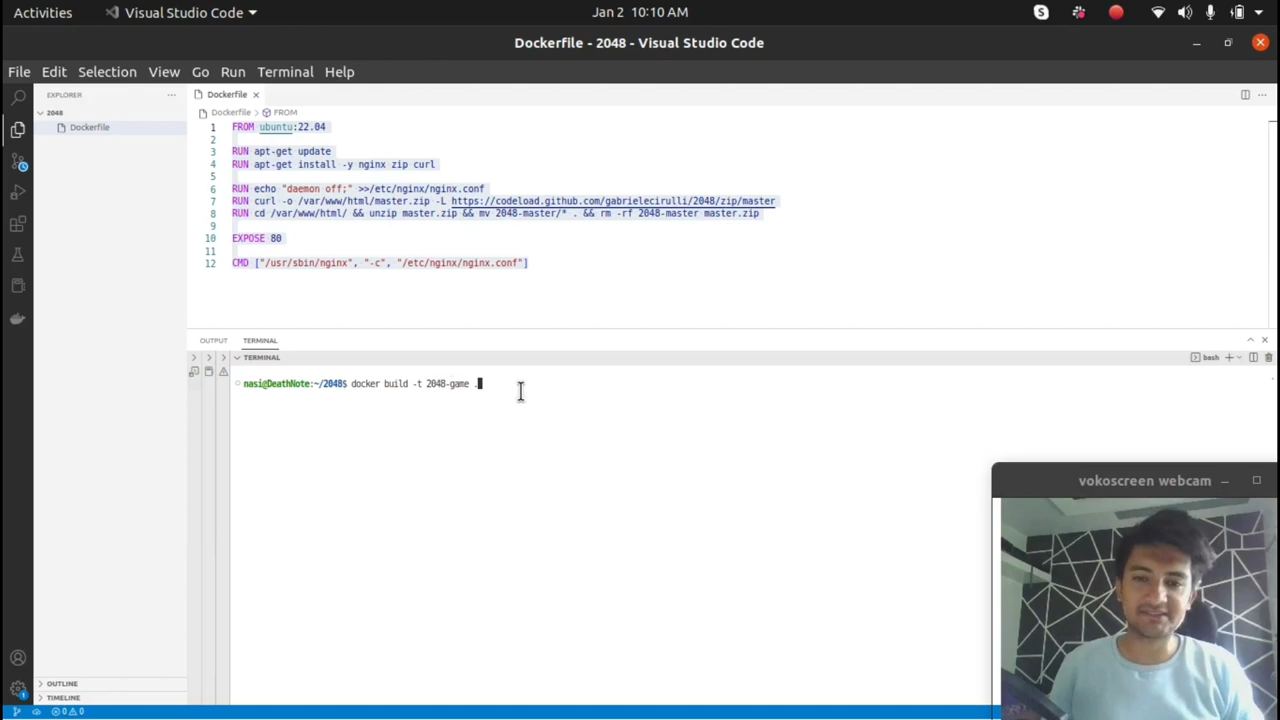 Activities
Visual Studio Code
Jan 2 10:10 AM
Dockerfile - 2048 - Visual Studio Code
File Edit Selection View Go Run Terminal Help
EXPLORER
2048
Dockerfile
Dockerfile
Dockerfile > FROM
1 FROM ubuntu:22.04
2
3 RUN apt-get update
4 RUN apt-get install -y nginx zip curl
5
6 RUN echo "daemon off;" >>/etc/nginx/nginx.conf
7 RUN curl -o /var/www/html/master.zip -L https://codeload.github.com/gabrielecirulli/2048/zip/master
8 RUN cd /var/www/html/ && unzip master.zip && mv 2048-master/* . && rm -rf 2048-master master.zip
9
10 EXPOSE 80
11
12 CMD ["/usr/sbin/nginx", "-c", "/etc/nginx/nginx.conf"]
OUTPUT TERMINAL
TERMINAL
bash
nasi@DeathNote:~/2048$ docker build -t 2048-game .
vokoscreen webcam
OUTLINE
TIMELINE
0 0